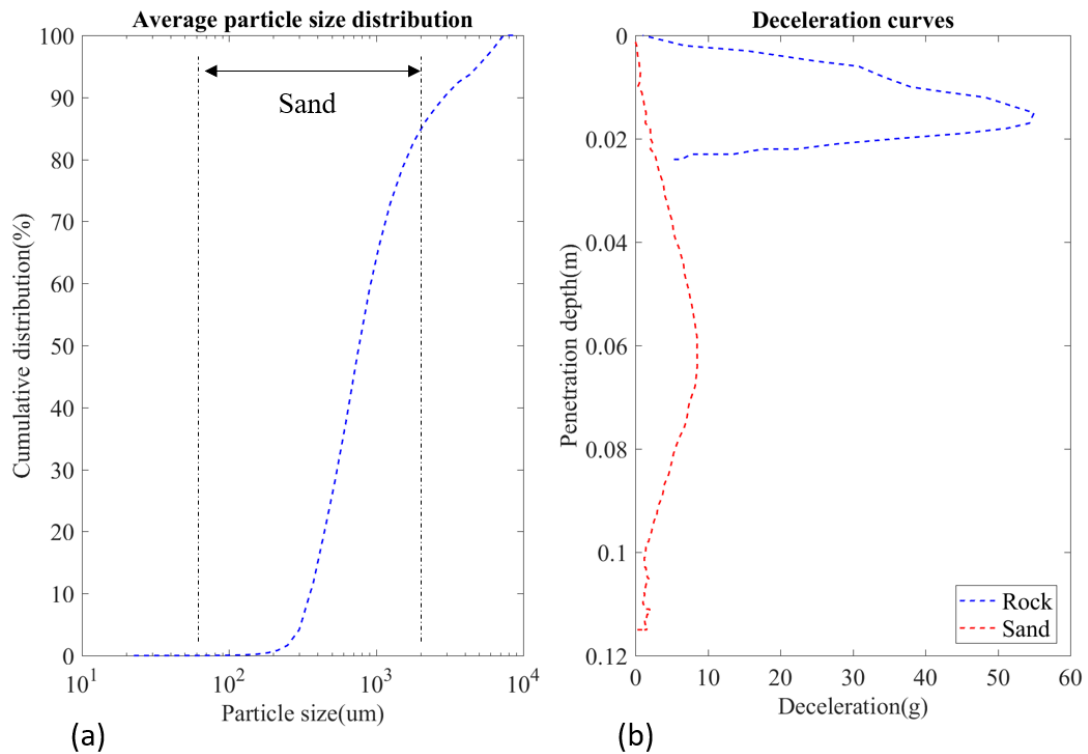 Average particle size distribution
100
90
80
70
60
50
40
30
20
10
0
Cumulative distribution(%)
Sand
10^1
10^2
10^3
10^4
Particle size(um)
(a)
Deceleration curves
0
0.02
0.04
0.06
0.08
0.1
0.12
Penetration depth(m)
Rock
Sand
0
10
20
30
40
50
60
Deceleration(g)
(b)